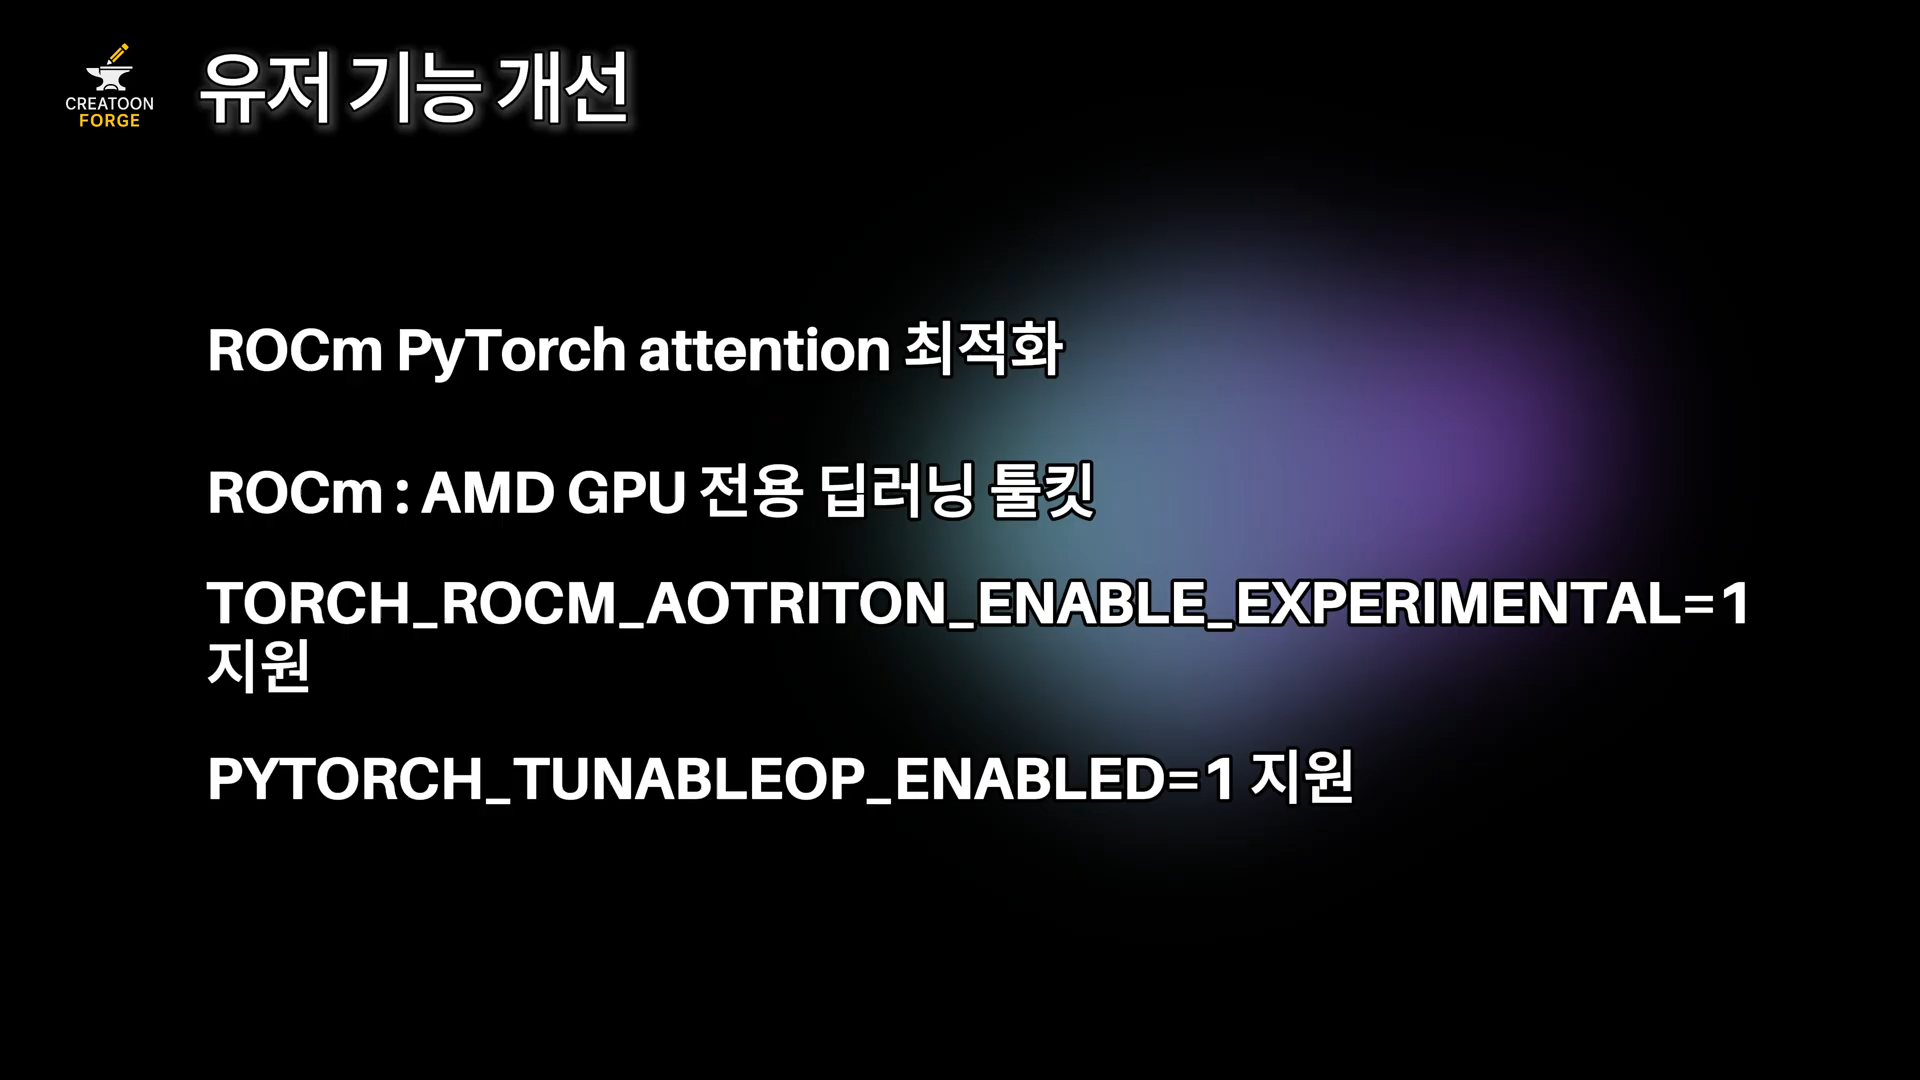 CREATOON
FORGE
유저 기능 개선
ROCm PyTorch attention 최적화
ROCm : AMD GPU 전용 딥러닝 툴킷
TORCH_ROCM_AOTRITON_ENABLE_EXPERIMENTAL=1
지원
PYTORCH_TUNABLEOP_ENABLED=1 지원